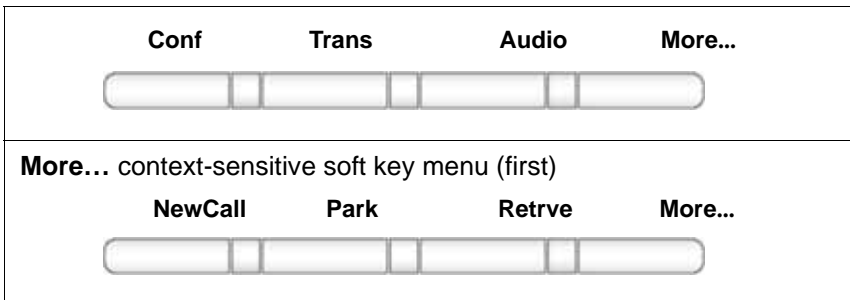 Conf Trans Audio More...
More… context-sensitive soft key menu (first)
NewCall Park Retrve More...